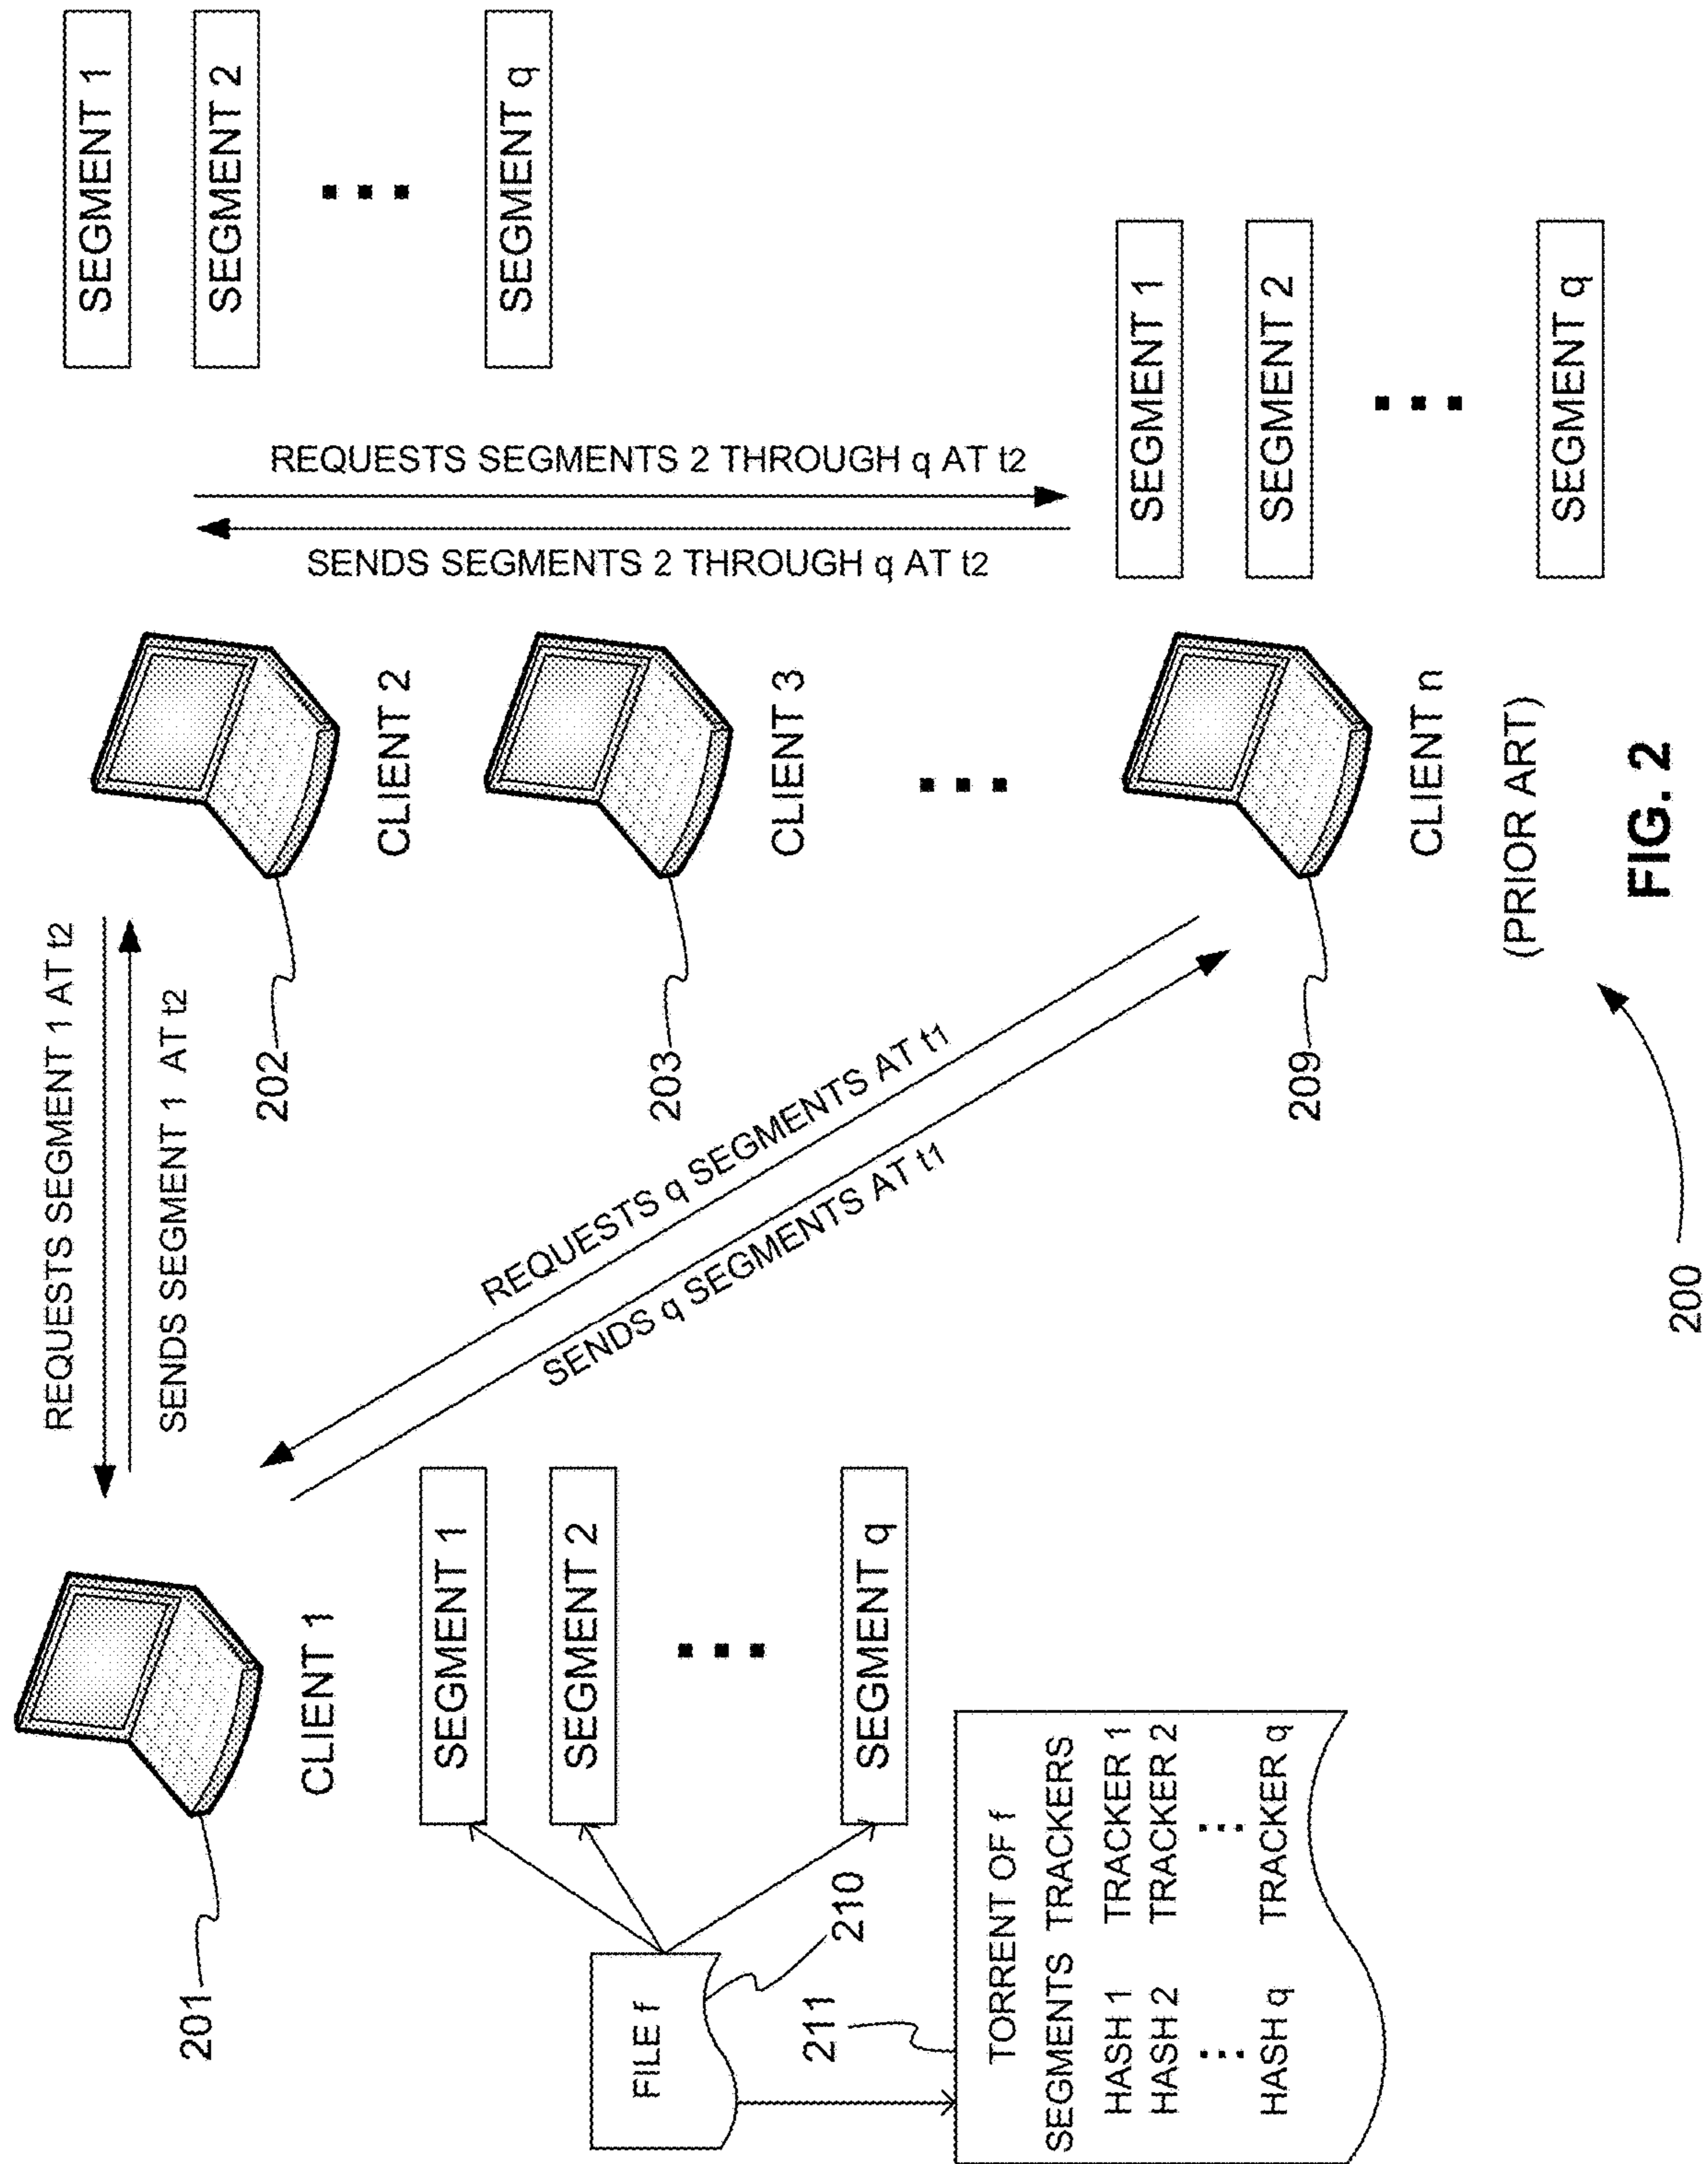 201
CLIENT 1
REQUESTS SEGMENT 1 AT t2
SENDS SEGMENT 1 AT t2
202
CLIENT 2
SEGMENT 1
SEGMENT 2
SEGMENT q
FILE f
210
SEGMENT 1
SEGMENT 2
SEGMENT q
REQUESTS q SEGMENTS AT t1
SENDS q SEGMENTS AT t1
203
CLIENT 3
REQUESTS SEGMENTS 2 THROUGH q AT t2
SENDS SEGMENTS 2 THROUGH q AT t2
211
TORRENT OF f
SEGMENTS TRACKERS
HASH 1 TRACKER 1
HASH 2 TRACKER 2
HASH q TRACKER q
209
CLIENT n
SEGMENT 1
SEGMENT 2
SEGMENT q
(PRIOR ART)
200
FIG. 2